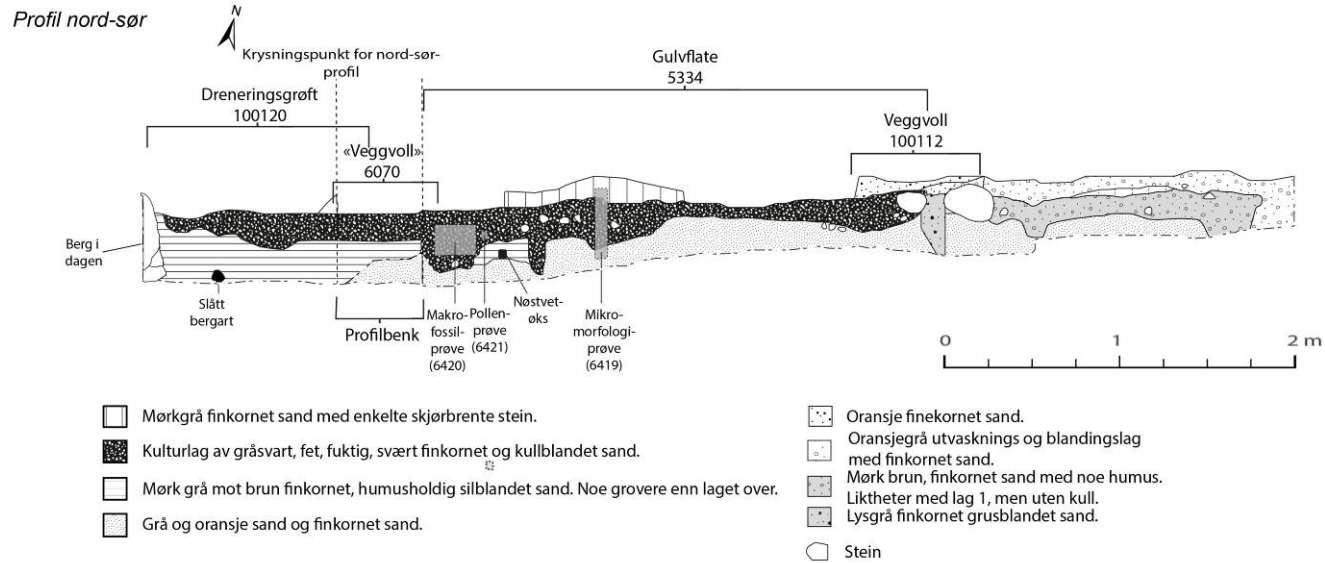 Profil nord-sør
N
Krysningspunkt for nord-sør-
profil
Gulvflate
5334
Dreneringsgrøft
100120
Veggvoll
100112
«Veggvoll»
6070
Berg i
dagen
Slått
bergart
Profilbenk
Makro-
fossil-
prøve
(6420)
Pollen-
prøve
(6421)
Nøstvet-
øks
Mikro-
morfologi-
prøve
(6419)
0 1 2 m
Mørkgrå finkornet sand med enkelte skjørbrente stein.
Kulturlag av gråsvart, fet, fuktig, svært finkornet og kullblandet sand.
Mørk grå mot brun finkornet, humusholdig silblandet sand. Noe grovere enn laget over.
Grå og oransje sand og finkornet sand.
Oransje finekornet sand.
Oransjegrå utvasknings og blandingslag
med finkornet sand.
Mørk brun, finkornet sand med noe humus.
Liktheter med lag 1, men uten kull.
Lysgrå finkornet grusblandet sand.
Stein